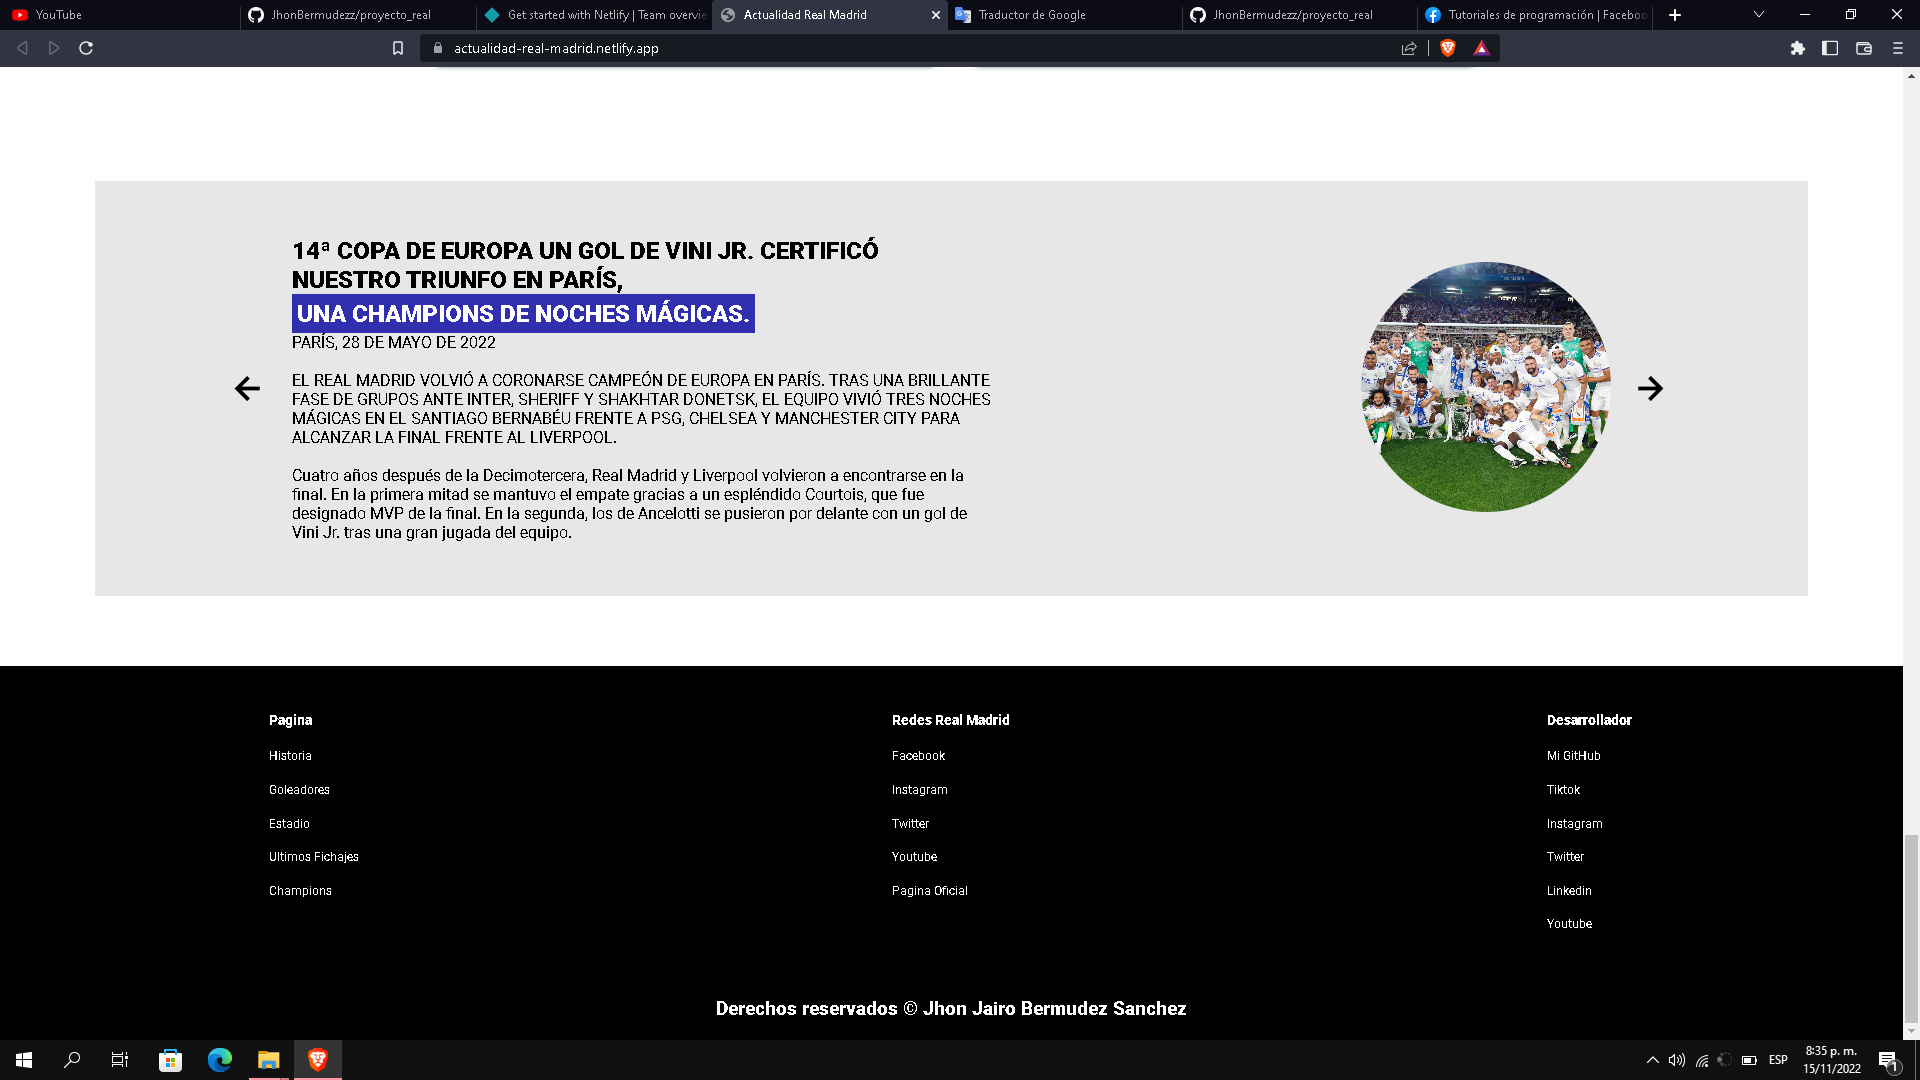 YouTube
JhonBermudezz/proyecto_real
Get started with Netlify | Team overvie
Actualidad Real Madrid
Traductor de Google
JhonBermudezz/proyecto_real
Tutoriales de programación | Faceboo
actualidad-real-madrid.netlify.app
14ª COPA DE EUROPA UN GOL DE VINI JR. CERTIFICÓ
NUESTRO TRIUNFO EN PARÍS,
UNA CHAMPIONS DE NOCHES MÁGICAS.
PARÍS, 28 DE MAYO DE 2022
EL REAL MADRID VOLVIÓ A CORONARSE CAMPEÓN DE EUROPA EN PARÍS. TRAS UNA BRILLANTE
FASE DE GRUPOS ANTE INTER, SHERIFF Y SHAKHTAR DONETSK, EL EQUIPO VIVIÓ TRES NOCHES
MÁGICAS EN EL SANTIAGO BERNABÉU FRENTE A PSG, CHELSEA Y MANCHESTER CITY PARA
ALCANZAR LA FINAL FRENTE AL LIVERPOOL.
Cuatro años después de la Decimotercera, Real Madrid y Liverpool volvieron a encontrarse en la
final. En la primera mitad se mantuvo el empate gracias a un espléndido Courtois, que fue
designado MVP de la final. En la segunda, los de Ancelotti se pusieron por delante con un gol de
Vini Jr. tras una gran jugada del equipo.
Pagina
Historia
Goleadores
Estadio
Ultimos Fichajes
Champions
Redes Real Madrid
Facebook
Instagram
Twitter
Youtube
Pagina Oficial
Desarrollador
Mi GitHub
Tiktok
Instagram
Twitter
Linkedin
Youtube
Derechos reservados © Jhon Jairo Bermudez Sanchez
ESP
8:35 p. m.
15/11/2022
1